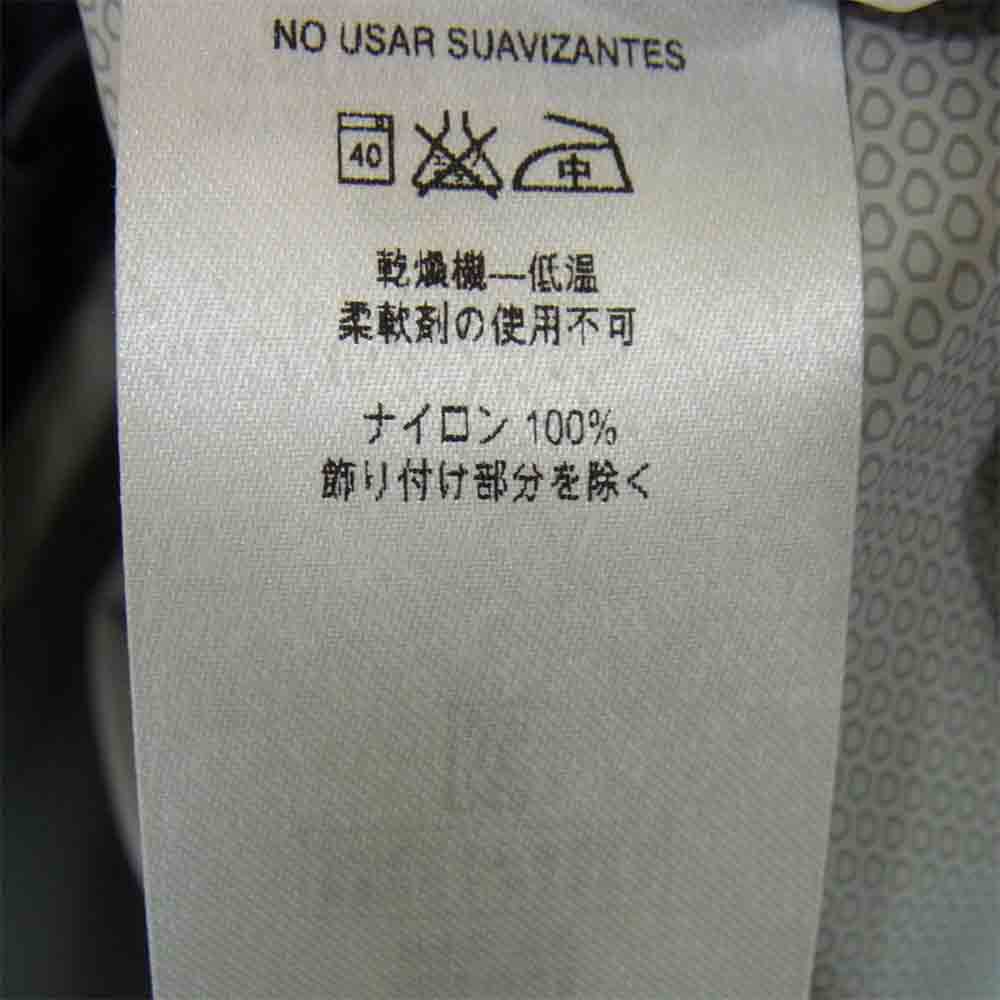 NO USAR SUAVIZANTES
40 中
乾燥機—低温
柔軟剤の使用不可
ナイロン 100%
飾り付け部分を除く